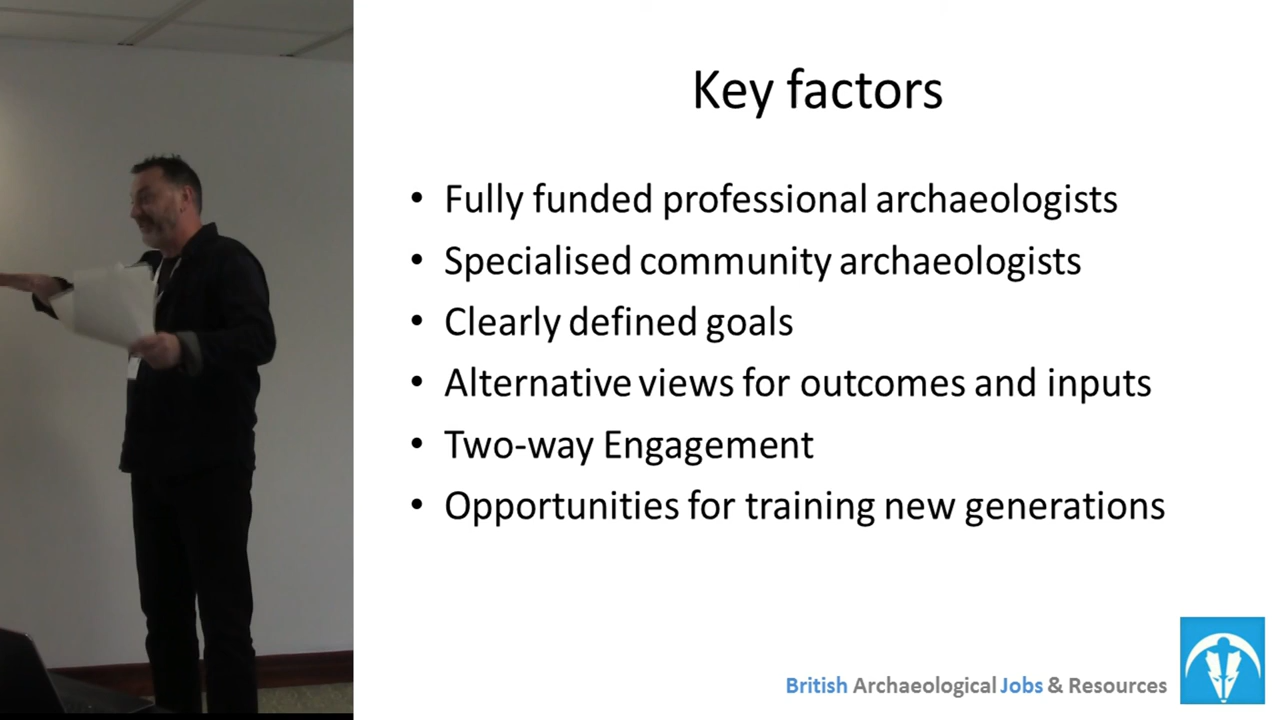 Key factors
• Fully funded professional archaeologists
• Specialised community archaeologists
• Clearly defined goals
• Alternative views for outcomes and inputs
• Two-way Engagement
• Opportunities for training new generations
British Archaeological Jobs & Resources